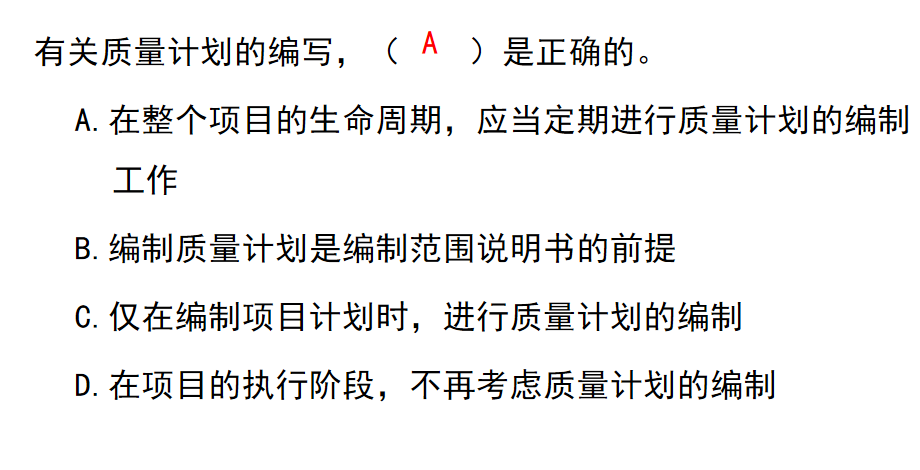 有关质量计划的编写，（ A ）是正确的。
A.在整个项目的生命周期，应当定期进行质量计划的编制
工作
B.编制质量计划是编制范围说明书的前提
C.仅在编制项目计划时，进行质量计划的编制
D.在项目的执行阶段，不再考虑质量计划的编制